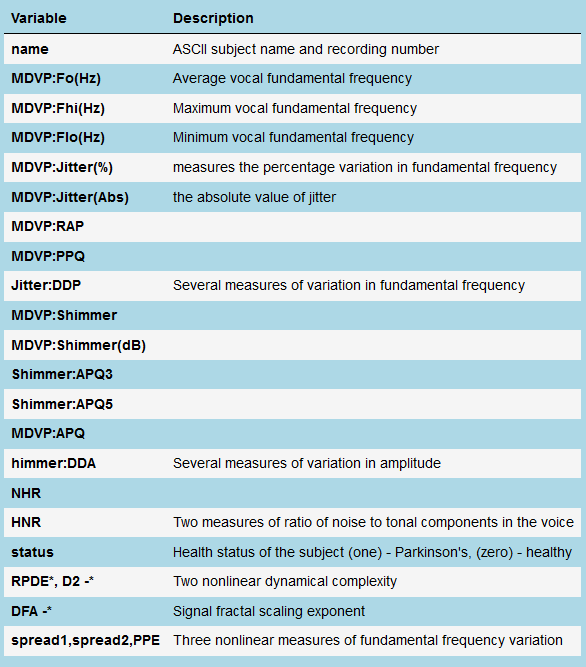 Variable Description
name ASCII subject name and recording number
MDVP:Fo(Hz) Average vocal fundamental frequency
MDVP:Fhi(Hz) Maximum vocal fundamental frequency
MDVP:Flo(Hz) Minimum vocal fundamental frequency
MDVP:Jitter(%) measures the percentage variation in fundamental frequency
MDVP:Jitter(Abs) the absolute value of jitter
MDVP:RAP
MDVP:PPQ
Jitter:DDP Several measures of variation in fundamental frequency
MDVP:Shimmer
MDVP:Shimmer(dB)
Shimmer:APQ3
Shimmer:APQ5
MDVP:APQ
himmer:DDA Several measures of variation in amplitude
NHR
HNR Two measures of ratio of noise to tonal components in the voice
status Health status of the subject (one) - Parkinson's, (zero) - healthy
RPDE*, D2 -* Two nonlinear dynamical complexity
DFA -* Signal fractal scaling exponent
spread1,spread2,PPE Three nonlinear measures of fundamental frequency variation